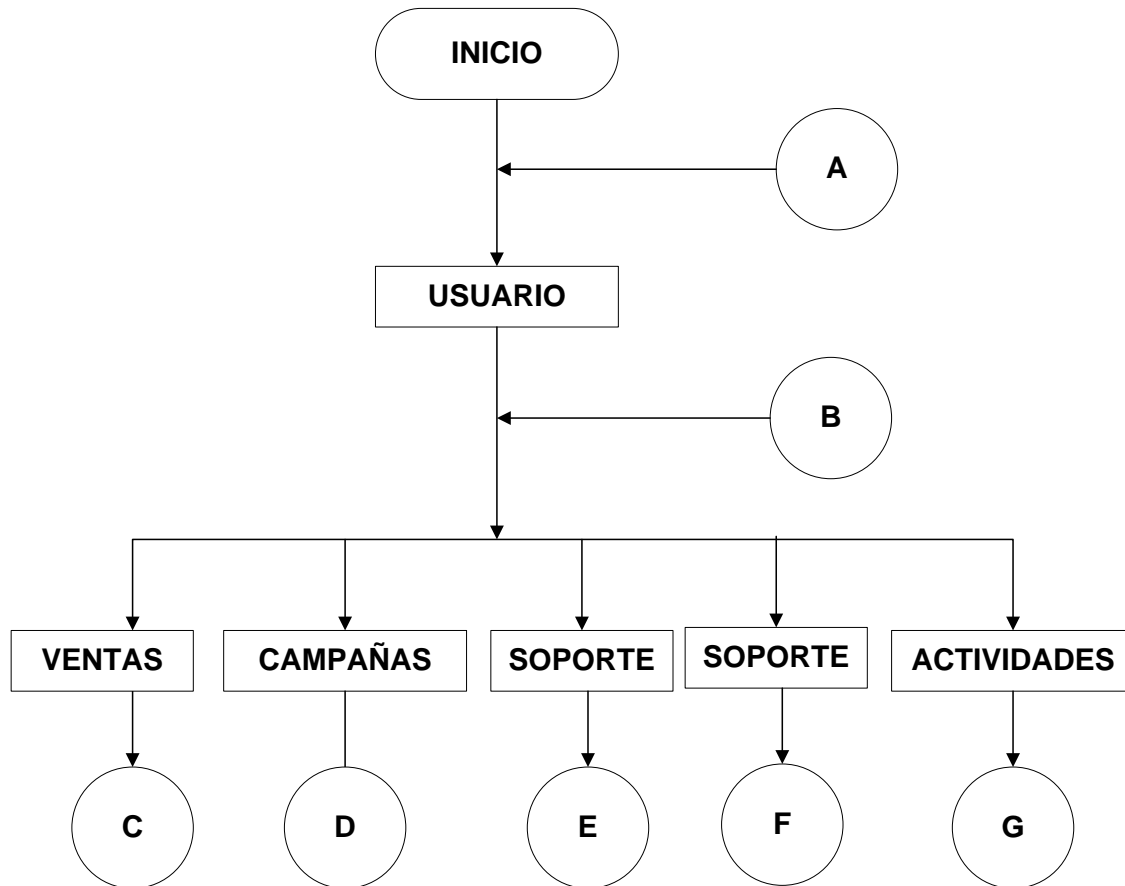 INICIO
A
USUARIO
B
VENTAS
CAMPAÑAS
SOPORTE
SOPORTE
ACTIVIDADES
C
D
E
F
G